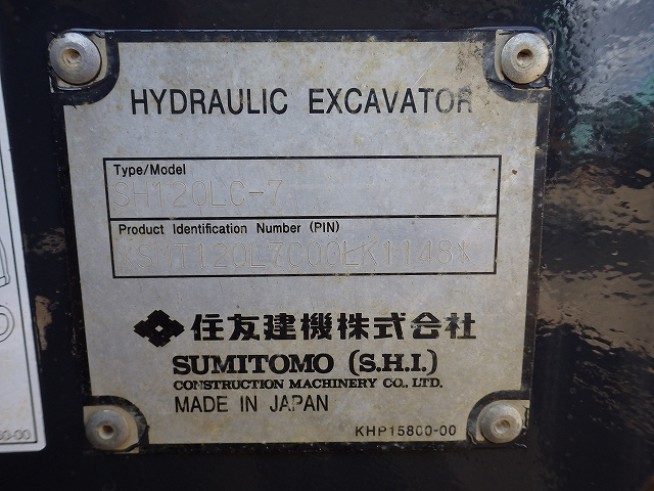 HYDRAULIC EXCAVATOR
Type/Model
SH120LC-7
Product Identification Number (PIN)
住友建機株式会社
SUMITOMO (S.H.I.)
CONSTRUCTION MACHINERY CO., LTD.
MADE IN JAPAN
KHP15800-00